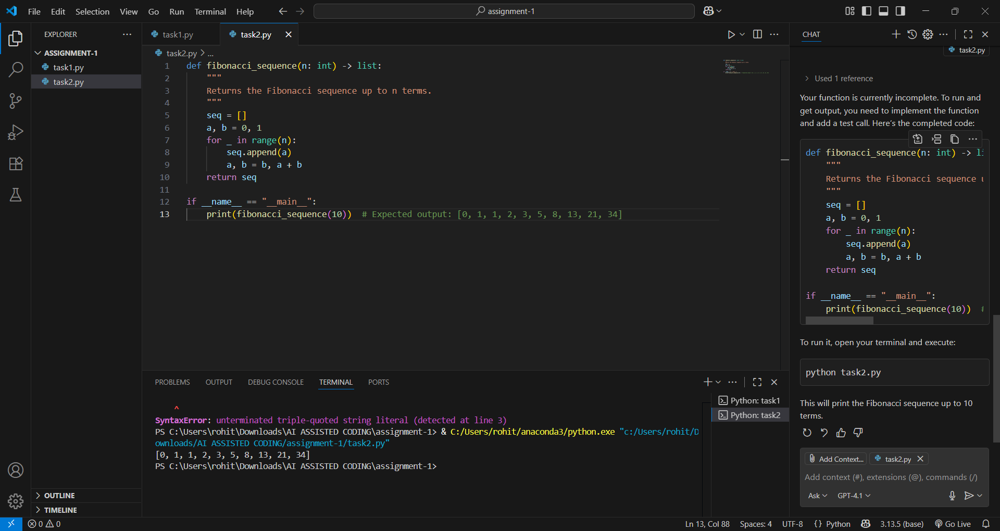 File Edit Selection View Go Run Terminal Help
assignment-1
EXPLORER
ASSIGNMENT-1
task1.py
task2.py
OUTLINE
TIMELINE
task1.py
task2.py
task2.py > ...
1 def fibonacci_sequence(n: int) -> list:
2     """
3     Returns the Fibonacci sequence up to n terms.
4     """
5     seq = []
6     a, b = 0, 1
7     for _ in range(n):
8         seq.append(a)
9         a, b = b, a + b
10     return seq
11
12 if __name__ == "__main__":
13     print(fibonacci_sequence(10))  # Expected output: [0, 1, 1, 2, 3, 5, 8, 13, 21, 34]
PROBLEMS OUTPUT DEBUG CONSOLE TERMINAL PORTS
^
SyntaxError: unterminated triple-quoted string literal (detected at line 3)
PS C:\Users\rohit\Downloads\AI ASSISTED CODING\assignment-1> & C:/Users/rohit/anaconda3/python.exe "c:/Users/rohit/D
ownloads/AI ASSISTED CODING/assignment-1/task2.py"
[0, 1, 1, 2, 3, 5, 8, 13, 21, 34]
PS C:\Users\rohit\Downloads\AI ASSISTED CODING\assignment-1>
Python: task1
Python: task2
CHAT
task2.py
> Used 1 reference
Your function is currently incomplete. To run and
get output, you need to implement the function
and add a test call. Here's the completed code:
def fibonacci_sequence(n: int) -> li
    """
    Returns the Fibonacci sequence u
    """
    seq = []
    a, b = 0, 1
    for _ in range(n):
        seq.append(a)
        a, b = b, a + b
    return seq
if __name__ == "__main__":
    print(fibonacci_sequence(10))  #
To run it, open your terminal and execute:
python task2.py
This will print the Fibonacci sequence up to 10
terms.
Add Context... task2.py
Add context (#), extensions (@), commands (/)
Ask GPT-4.1
0 0
Ln 13, Col 88 Spaces: 4 UTF-8 {} Python 3.13.5 (base) Go Live